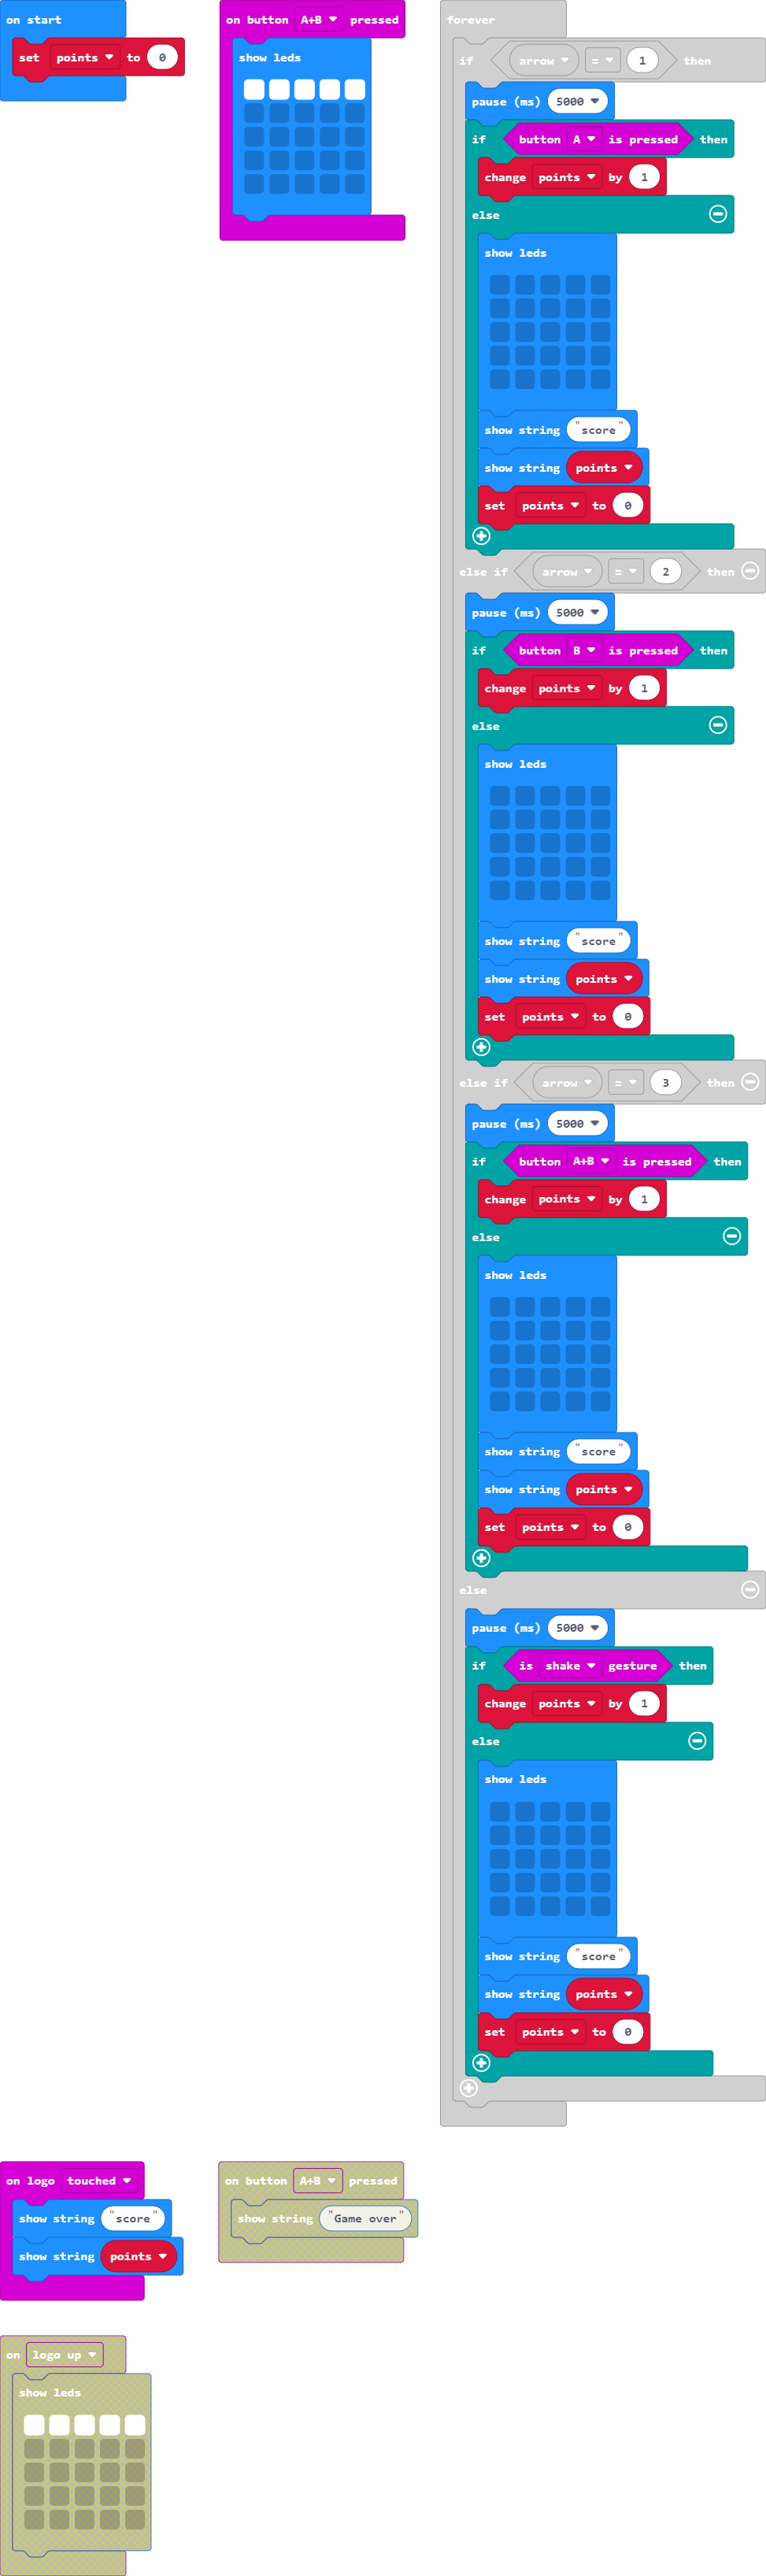 on start
set points to 0
on button A+B pressed
show leds
forever
if arrow = 1 then
pause (ms) 5000
if button A is pressed then
change points by 1
else
show leds
show string "score"
show string points
set points to 0
else if arrow = 2 then
pause (ms) 5000
if button B is pressed then
change points by 1
else
show leds
show string "score"
show string points
set points to 0
else if arrow = 3 then
pause (ms) 5000
if button A+B is pressed then
change points by 1
else
show leds
show string "score"
show string points
set points to 0
else
pause (ms) 5000
if is shake gesture then
change points by 1
else
show leds
show string "score"
show string points
set points to 0
on logo touched
show string "score"
show string points
on button A+B pressed
show string "Game over"
on logo up
show leds